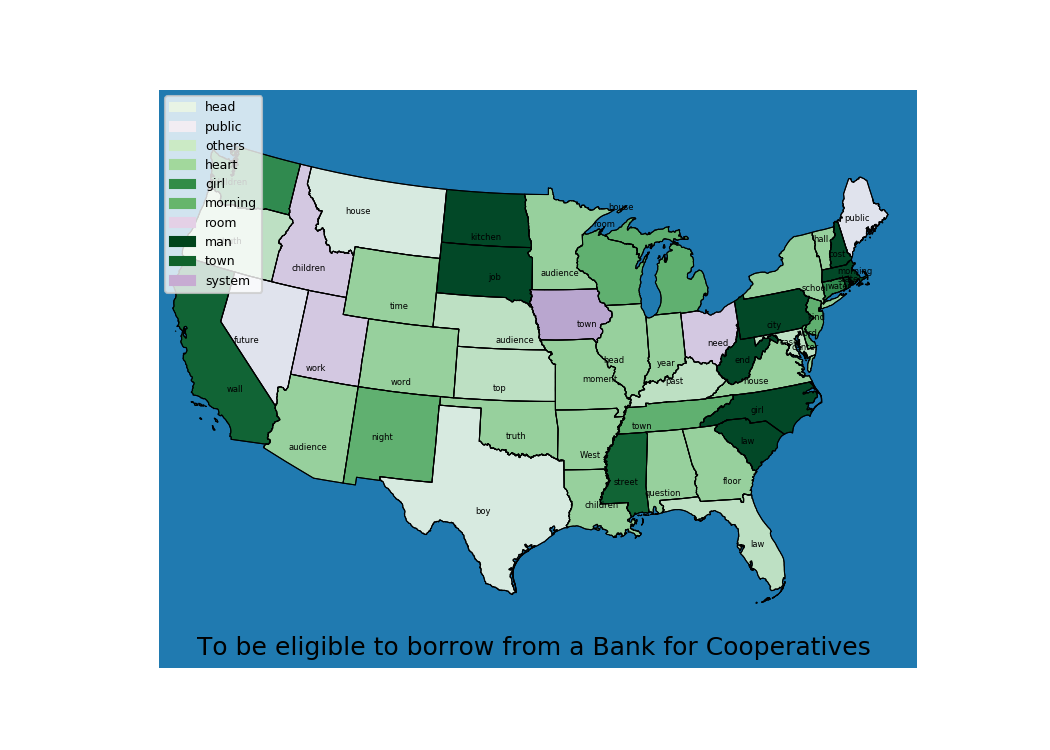 head
public
others
heart
girl
morning
room
man
town
system
house
house
room
kitchen
public
hall
cost
children
job
audience
morning
school
water
time
future
town
city
audience
need
head
year
end
work
word
top
moment
past
house
wall
girl
night
truth
town
law
audience
West
street
floor
question
boy
children
law
To be eligible to borrow from a Bank for Cooperatives